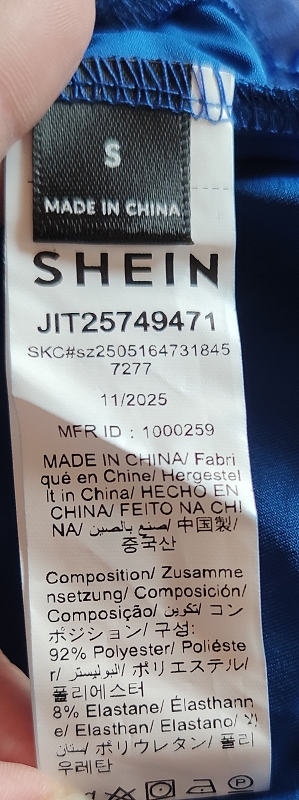 S
MADE IN CHINA
SHEIN
JIT25749471
SKC#sz2505164731845
7277
11/2025
MFR ID : 1000259
MADE IN CHINA/ Fabri
qué en Chine/ Hergestel
lt in China/ HECHO EN
CHINA/ FEITO NA CHI
NA/ صنع بالصين/ 中国製/
중국산
Composition/ Zusamme
nsetzung/ Composición/
Composição/ تكوين/ コン
ポジション/ 구성:
92% Polyester/ Polyéste
r/ البوليستر/ ポリエステル/
폴리에스터
8% Elastane/ Élasthann
e/ Elasthan/ Elastano/ إلا
ستان/ ポリウレタン/ 폴리
우레탄